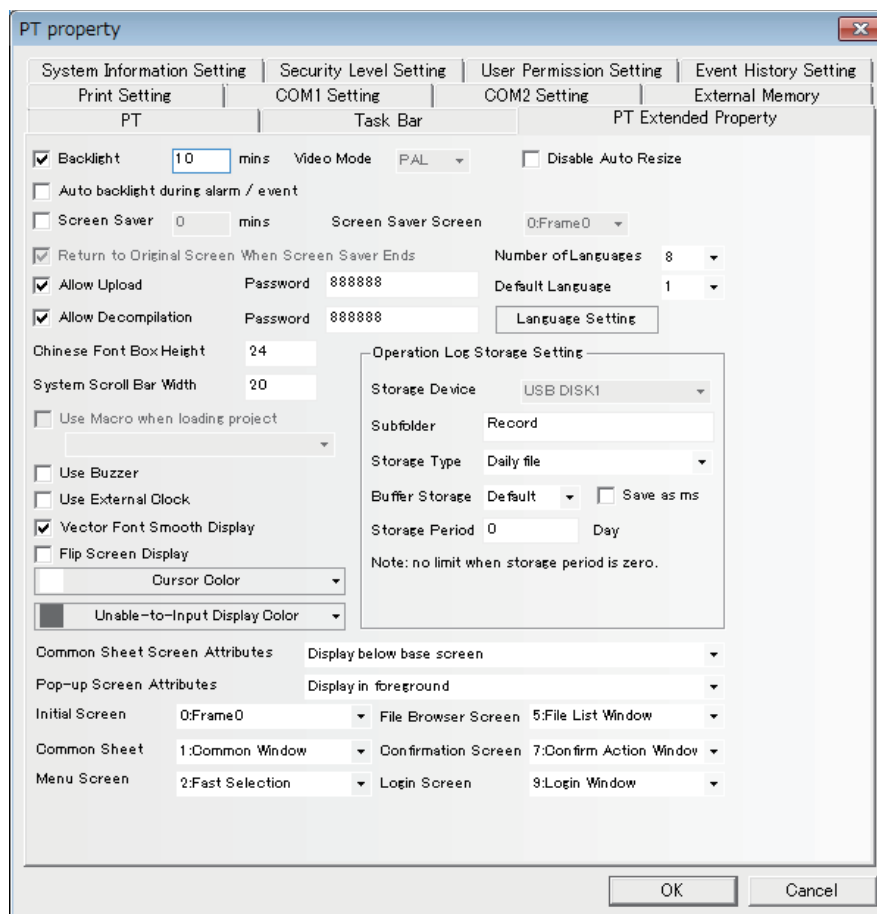 PT property
System Information Setting Security Level Setting User Permission Setting Event History Setting
Print Setting COM1 Setting COM2 Setting External Memory
PT Task Bar PT Extended Property
Backlight 10 mins Video Mode PAL Disable Auto Resize
Auto backlight during alarm / event
Screen Saver 0 mins Screen Saver Screen 0:Frame0
Return to Original Screen When Screen Saver Ends Number of Languages 8
Allow Upload Password 888888 Default Language 1
Allow Decompilation Password 888888 Language Setting
Chinese Font Box Height 24 Operation Log Storage Setting
System Scroll Bar Width 20 Storage Device USB DISK1
Use Macro when loading project Subfolder Record
Storage Type Daily file
Use Buzzer
Use External Clock Buffer Storage Default Save as ms
Vector Font Smooth Display Storage Period 0 Day
Flip Screen Display Note: no limit when storage period is zero.
Cursor Color
Unable-to-Input Display Color
Common Sheet Screen Attributes Display below base screen
Pop-up Screen Attributes Display in foreground
Initial Screen 0:Frame0 File Browser Screen 5:File List Window
Common Sheet 1:Common Window Confirmation Screen 7:Confirm Action Window
Menu Screen 2:Fast Selection Login Screen 9:Login Window
OK Cancel